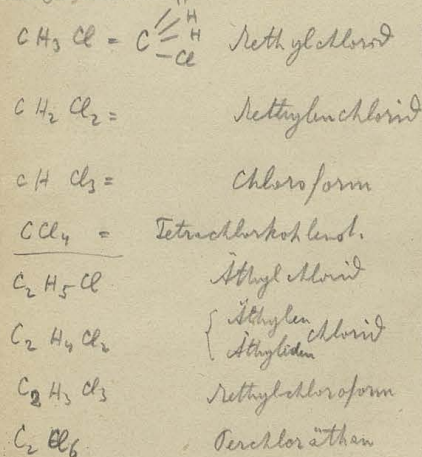 CH3 Cl = C H H H Cl Methylchlorid
CH2 Cl2 = Methylenchlorid
CH Cl3 = Chloroform
CCl4 = Tetrachlorkohlenst.
C2 H5 Cl Äthylchlorid
C2 H4 Cl2 { Äthylen Äthyliden chlorid
C2 H3 Cl3 Methylchloroform
C2 Cl6 Perchloräthan